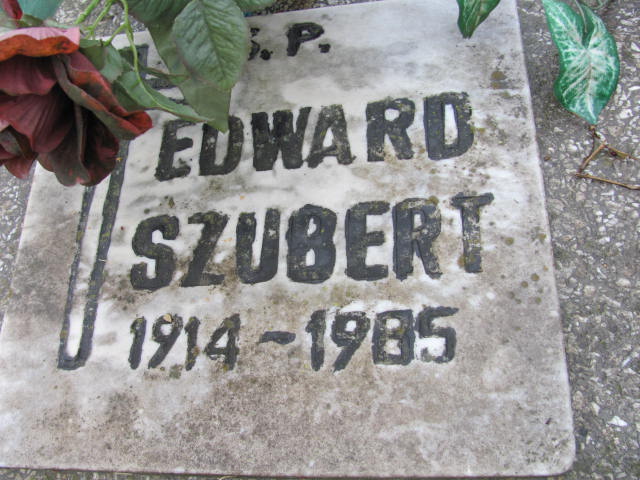 Ś.P.
EDWARD
SZUBERT
1914-1985